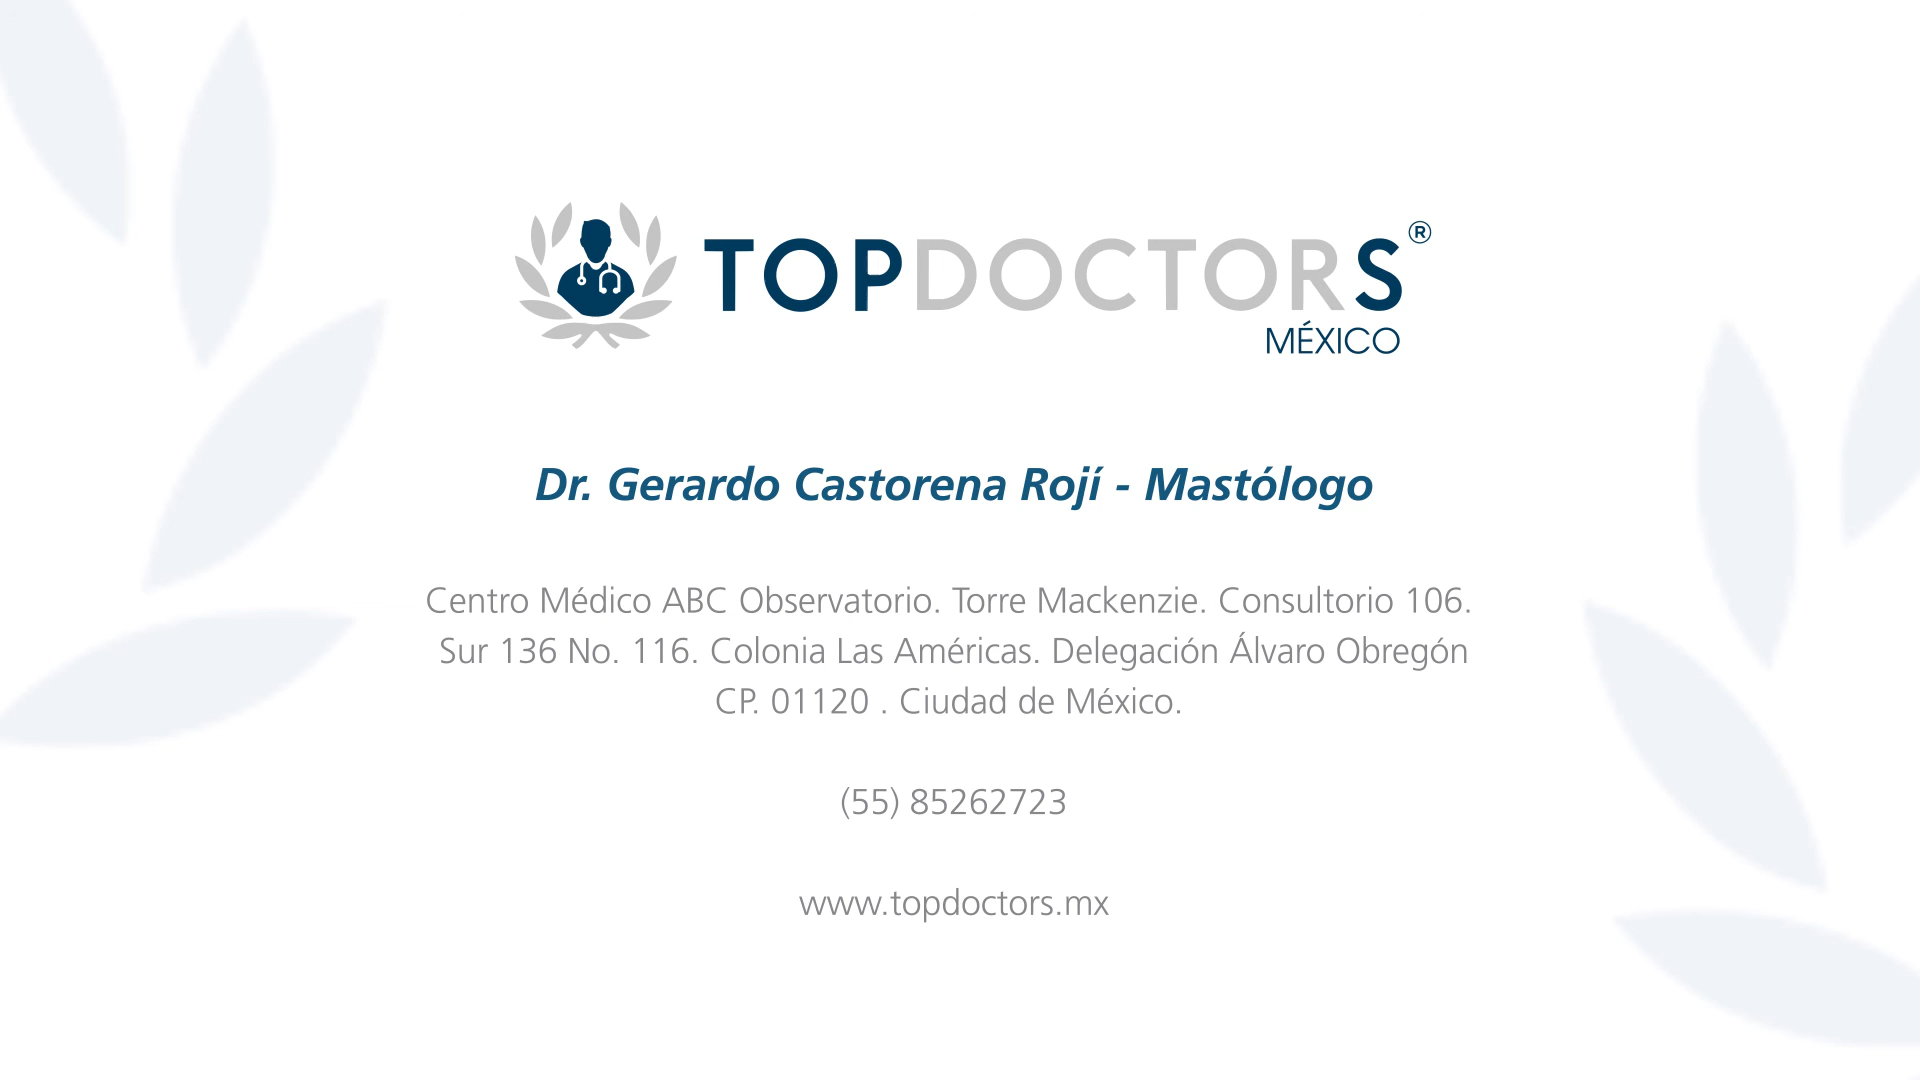 TOPDOCTORS®
MÉXICO
Dr. Gerardo Castorena Rojí - Mastólogo
Centro Médico ABC Observatorio. Torre Mackenzie. Consultorio 106.
Sur 136 No. 116. Colonia Las Américas. Delegación Álvaro Obregón
CP. 01120 . Ciudad de México.
(55) 85262723
www.topdoctors.mx